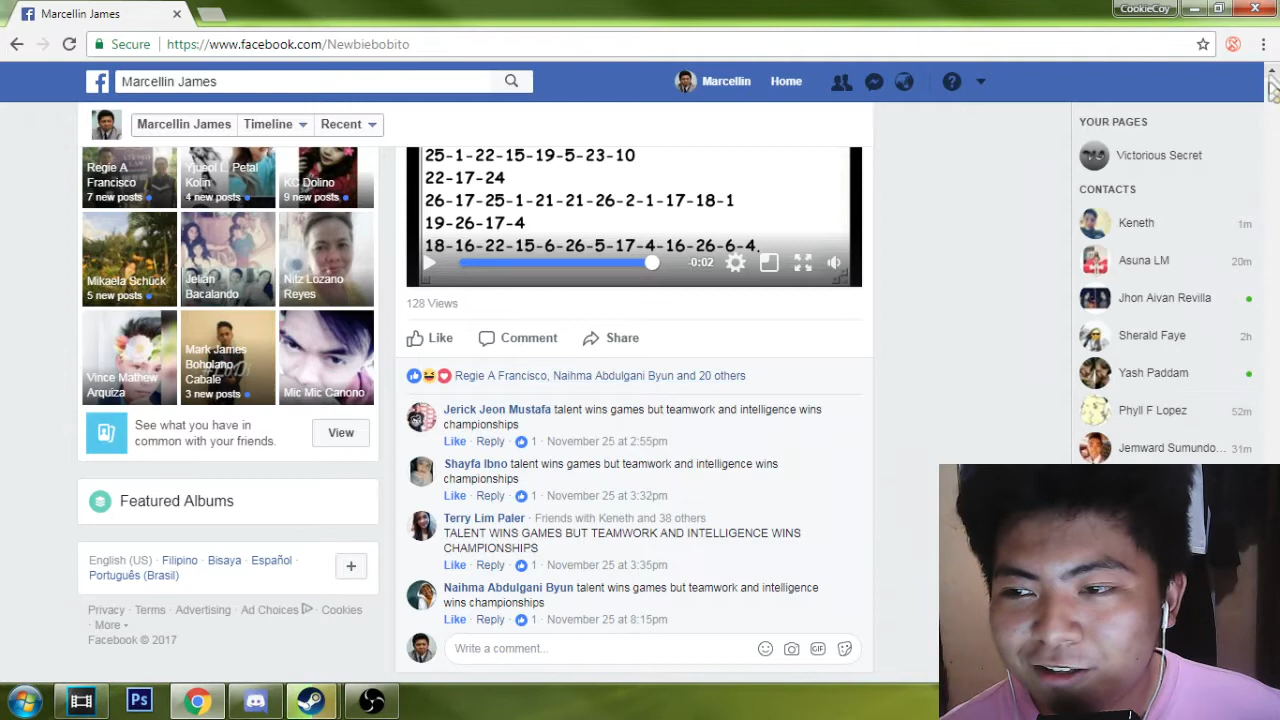 Marcellin James
CookieCoy
Secure https://www.facebook.com/Newbiebobito
Marcellin James
Marcellin Home
Marcellin James Timeline Recent
Regie A
Francisco
7 new posts
Yjueol L. Petal
Kolin
4 new posts
KC Dolino
9 new posts
Mikaela Schuck
5 new posts
Jelian
Bacalando
Nitz Lozano
Reyes
Vince Mathew
Arquiza
Mark James
Boholano
Cabale
3 new posts
Mic Mic Canono
See what you have in
common with your friends.
View
Featured Albums
English (US) · Filipino · Bisaya · Español ·
Português (Brasil)
Privacy · Terms · Advertising · Ad Choices · Cookies
· More
Facebook © 2017
25-1-22-15-19-5-23-10
22-17-24
26-17-25-1-21-21-26-2-1-17-18-1
19-26-17-4
18-16-22-15-6-26-5-17-4-16-26-6-4.
-0:02
128 Views
Like Comment Share
Regie A Francisco, Naihma Abdulgani Byun and 20 others
Jerick Jeon Mustafa talent wins games but teamwork and intelligence wins
championships
Like · Reply · 1 · November 25 at 2:55pm
Shayfa Ibno talent wins games but teamwork and intelligence wins
championships
Like · Reply · 1 · November 25 at 3:32pm
Terry Lim Paler · Friends with Keneth and 38 others
TALENT WINS GAMES BUT TEAMWORK AND INTELLIGENCE WINS
CHAMPIONSHIPS
Like · Reply · 1 · November 25 at 3:35pm
Naihma Abdulgani Byun talent wins games but teamwork and intelligence
wins championships
Like · Reply · 1 · November 25 at 8:15pm
Write a comment...
GIF
YOUR PAGES
Victorious Secret
CONTACTS
Keneth 1m
Asuna LM 20m
Jhon Aivan Revilla
Sherald Faye 2h
Yash Paddam
Phyll F Lopez 52m
Jemward Sumundo... 31m
Ps